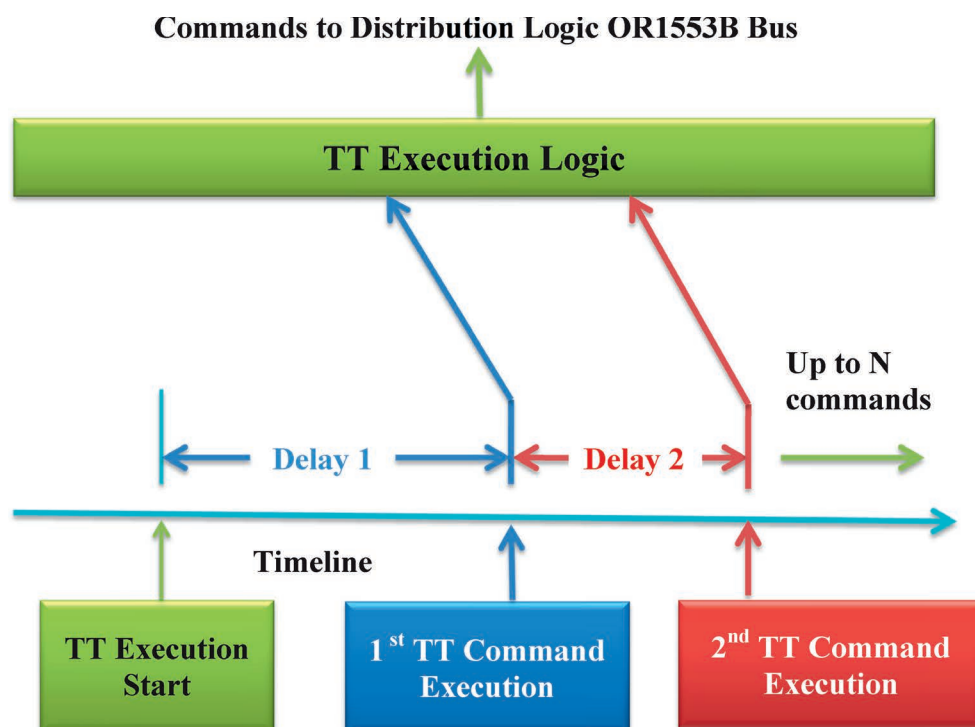 Commands to Distribution Logic OR1553B Bus
TT Execution Logic
Up to N
commands
Delay 1
Delay 2
Timeline
TT Execution
Start
1st TT Command
Execution
2nd TT Command
Execution